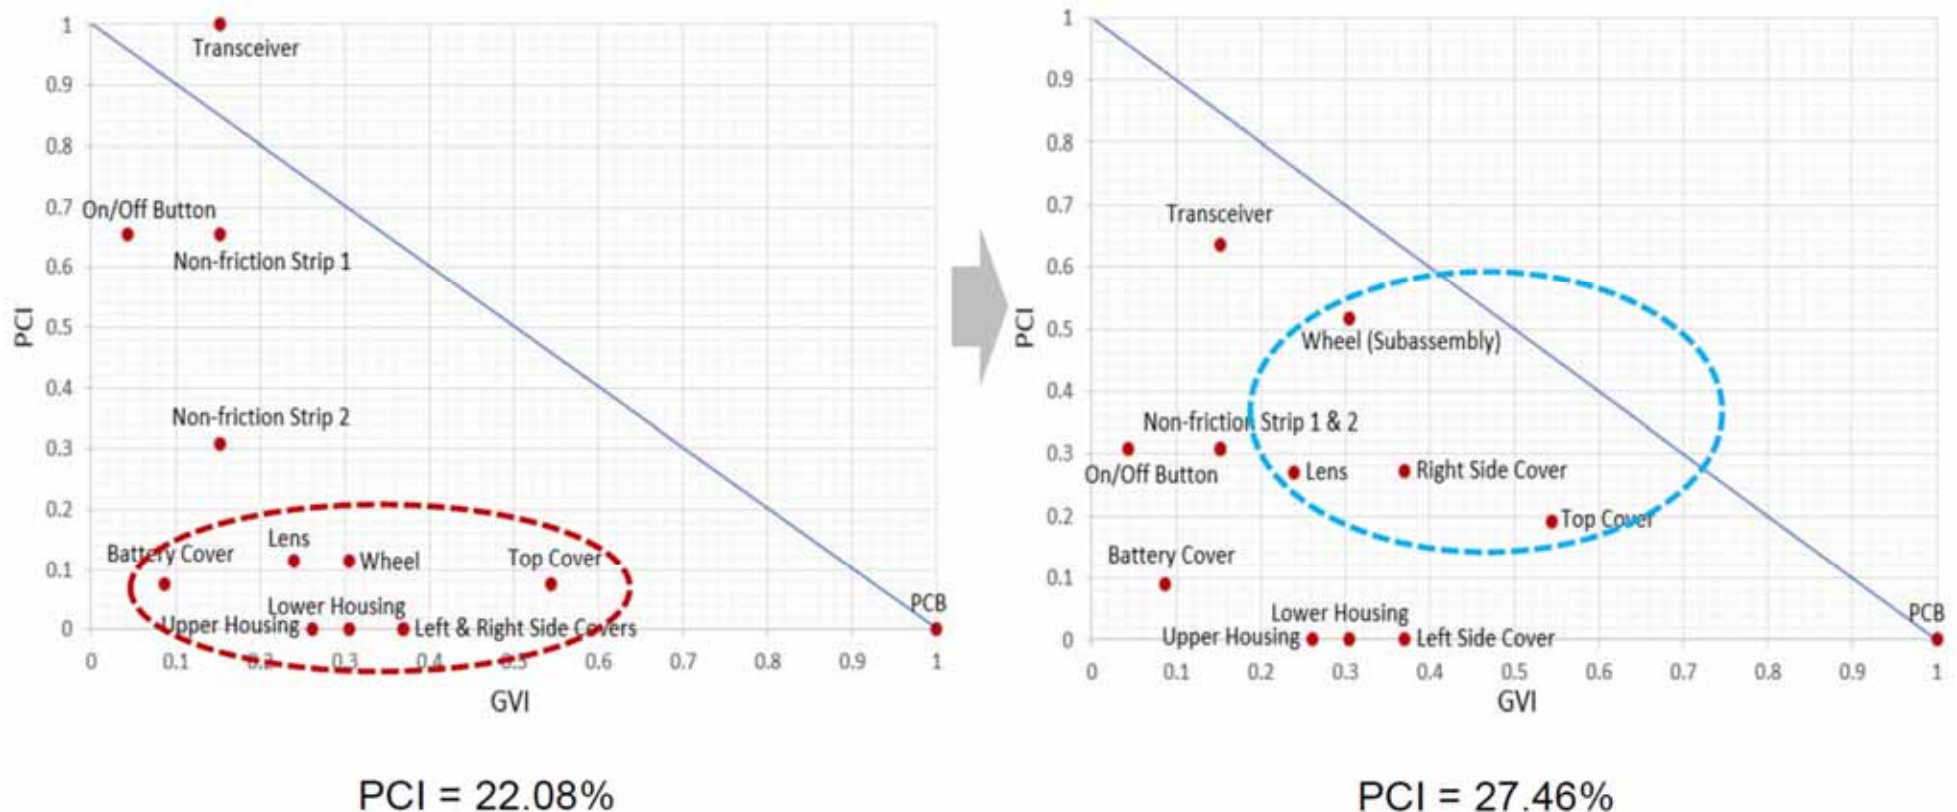 1
Transceiver
0.9
0.8
0.7
On/Off Button
Non-friction Strip 1
0.6
PCI
0.5
0.4
Non-friction Strip 2
0.3
0.2
Lens
Battery Cover
Wheel
Top Cover
0.1
Lower Housing
PCB
Upper Housing
Left & Right Side Covers
0
0 0.1 0.2 0.3 0.4 0.5 0.6 0.7 0.8 0.9 1
GVI
PCI = 22.08%
1
0.9
0.8
0.7
Transceiver
0.6
PCI
0.5
Wheel (Subassembly)
0.4
Non-friction Strip 1 & 2
0.3
On/Off Button
Lens
Right Side Cover
0.2
Top Cover
Battery Cover
0.1
Lower Housing
PCB
Upper Housing
Left Side Cover
0
0 0.1 0.2 0.3 0.4 0.5 0.6 0.7 0.8 0.9 1
GVI
PCI = 27.46%